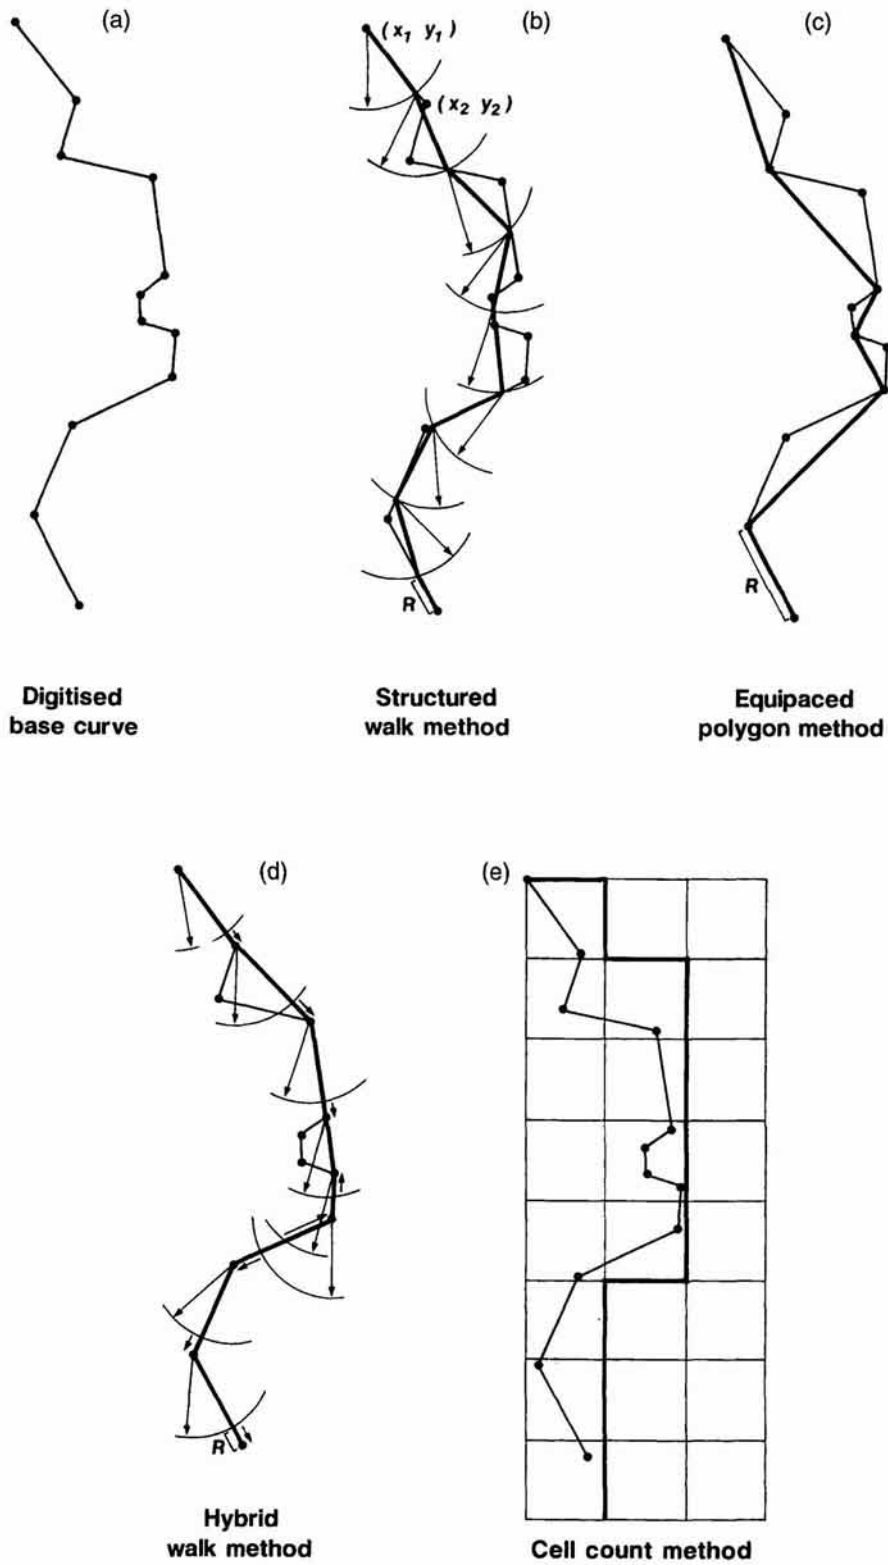 (a)
(x₁ y₁)
(b)
(c)
(x₂ y₂)
R
R
Digitised
base curve
Structured
walk method
Equipaced
polygon method
(d)
(e)
R
Hybrid
walk method
Cell count method